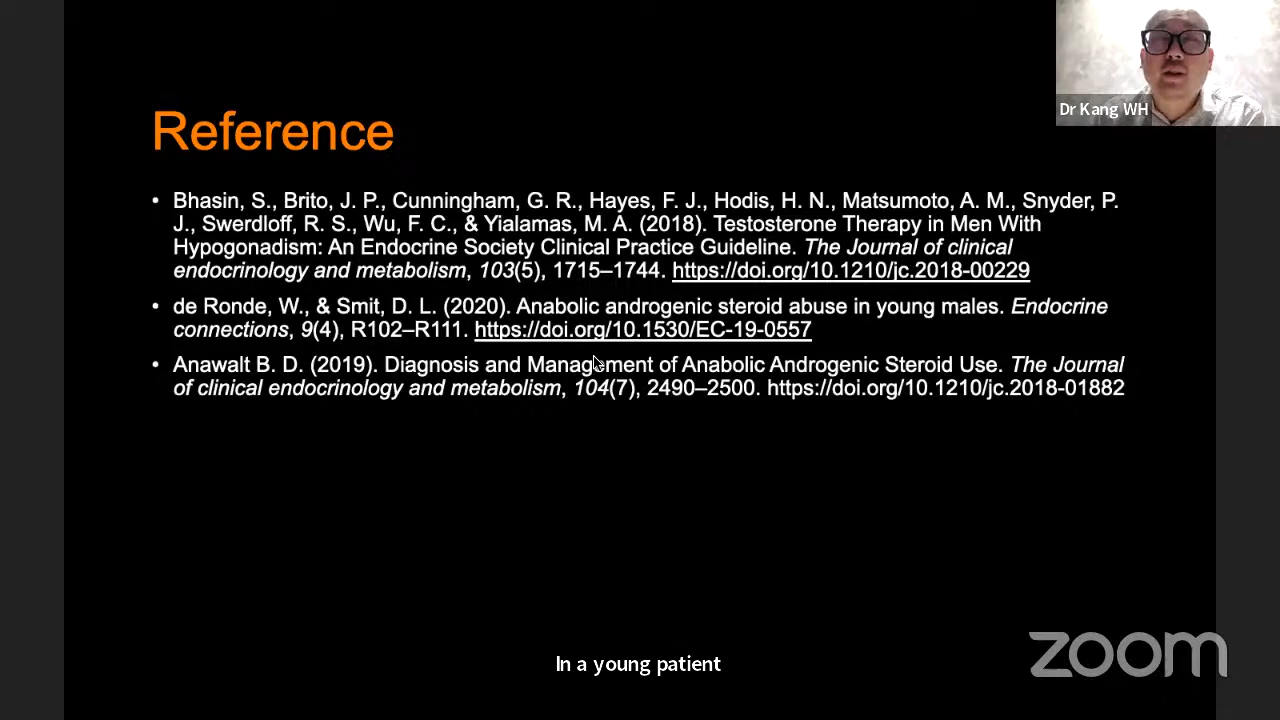 Dr Kang WH
Reference
• Bhasin, S., Brito, J. P., Cunningham, G. R., Hayes, F. J., Hodis, H. N., Matsumoto, A. M., Snyder, P.
J., Swerdloff, R. S., Wu, F. C., & Yialamas, M. A. (2018). Testosterone Therapy in Men With
Hypogonadism: An Endocrine Society Clinical Practice Guideline. The Journal of clinical
endocrinology and metabolism, 103(5), 1715–1744. https://doi.org/10.1210/jc.2018-00229
• de Ronde, W., & Smit, D. L. (2020). Anabolic androgenic steroid abuse in young males. Endocrine
connections, 9(4), R102–R111. https://doi.org/10.1530/EC-19-0557
• Anawalt B. D. (2019). Diagnosis and Management of Anabolic Androgenic Steroid Use. The Journal
of clinical endocrinology and metabolism, 104(7), 2490–2500. https://doi.org/10.1210/jc.2018-01882
In a young patient
zoom